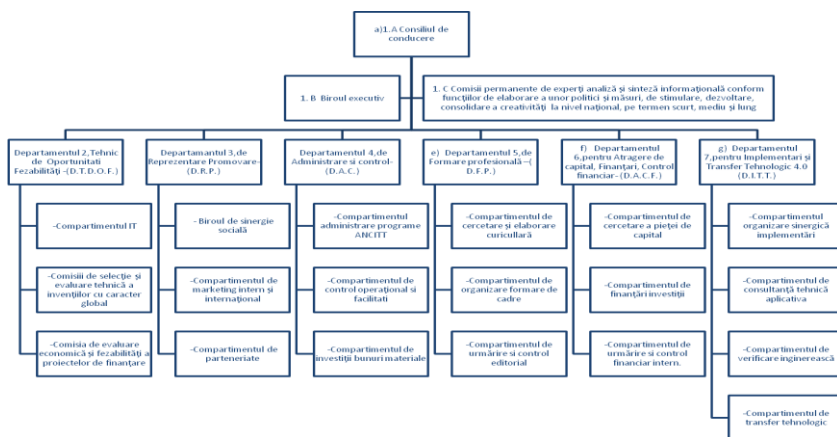 a)1.A Consiliul de
conducere
1. B Biroul executiv
1. C Comisii permanente de experți analiză și sinteză informațională conform
funcțiilor de elaborare a unor politici și măsuri, de stimulare, dezvoltare,
consolidare a creativități la nivel național, pe termen scurt, mediu și lung
Departamentul 2,Tehnic
de Oportunitati
Fezabilități -(D.T.D.O.F.)
-Compartimentul IT
-Comisiii de selecție și
evaluare tehnică a
invențiilor cu caracter
global
-Comisia de evaluare
economică și fezabilități a
proiectelor de finanțare
Departamantul 3,de
Reprezentare Promovare-
(D.R.P.)
- Biroul de sinergie
socială
-Compartimentul de
marketing intern și
internațional
-Compartimentul de
parteneriate
Departamentul 4,de
Administrare si control-
(D.A.C.)
-Compartimentul
administrare programe
ANCITT
-Compartimentul de
control operațional si
facilitati
-Compartimentul de
investiții bunuri materiale
e) Departamentul 5,de
Formare profesională –(
D.F.P.)
-Compartimentul de
cercetare și elaborare
curicullară
-Compartimentul de
organizare formare de
cadre
-Compartimentul de
urmărire si control
editorial
f) Departamentul
6,pentru Atragere de
capital, Finanțari, Control
financiar- (D.A.C.F.)
-Compartimentul de
cercetare a pieței de
capital
-Compartimentul de
finanțări investiții
-Compartimentul de
urmărire si control
financiar intern.
g) Departamentul
7,pentru Implementari și
Transfer Tehnologic 4.0
(D.I.T.T.)
-Compartimentul
organizare sinergică
implementări
-Compartimentul de
consultanță tehnică
aplicativa
-Compartimentul de
verificare inginerească
-Compartimentul de
transfer tehnologic